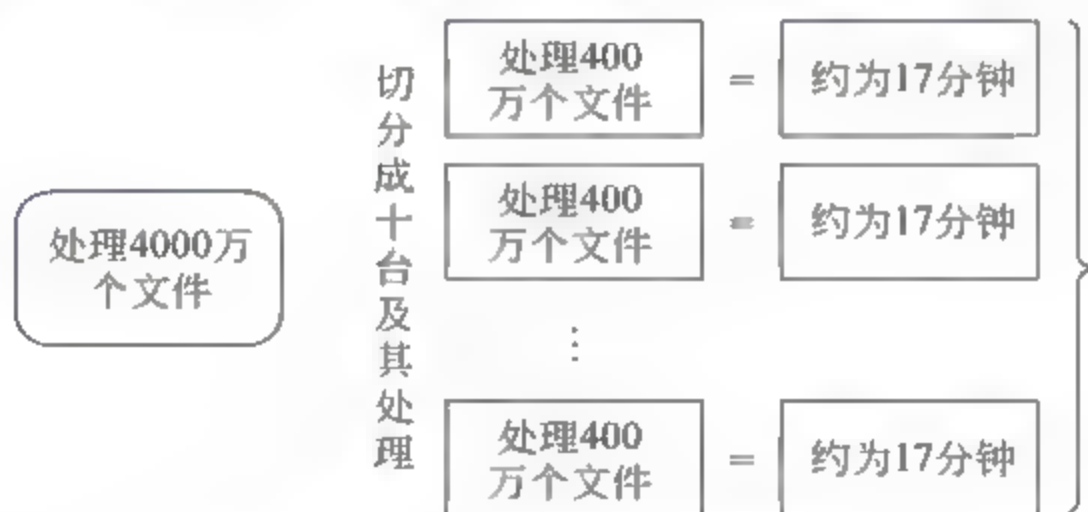 处理4000万
个文件
切分成十台及其处理
处理400
万个文件
=
约为17分钟
处理400
万个文件
=
约为17分钟
⋮
处理400
万个文件
=
约为17分钟